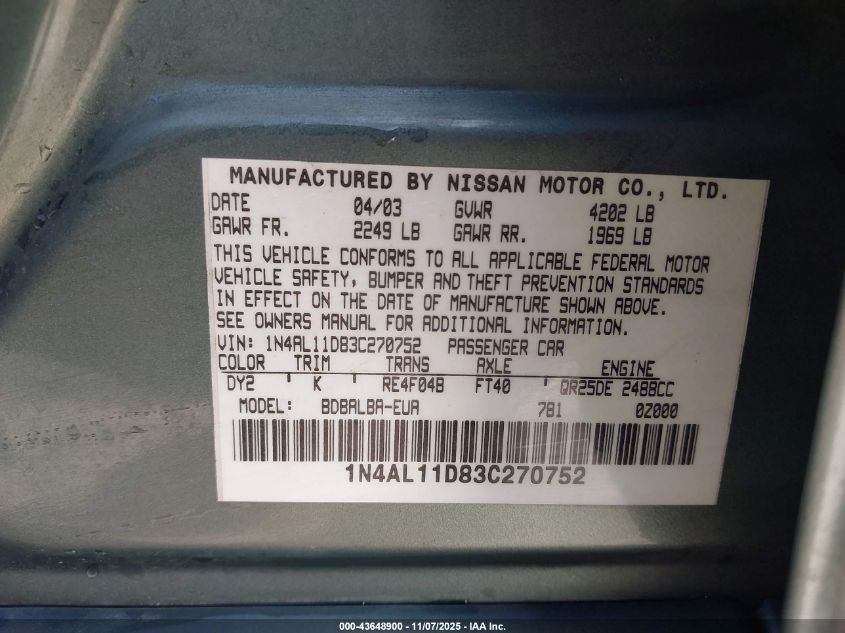 MANUFACTURED BY NISSAN MOTOR CO., LTD.
DATE 04/03 GVWR 4202 LB
GAWR FR. 2249 LB GAWR RR. 1969 LB
THIS VEHICLE CONFORMS TO ALL APPLICABLE FEDERAL MOTOR
VEHICLE SAFETY, BUMPER AND THEFT PREVENTION STANDARDS
IN EFFECT ON THE DATE OF MANUFACTURE SHOWN ABOVE.
SEE OWNERS MANUAL FOR ADDITIONAL INFORMATION.
VIN: 1N4AL11D83C270752 PASSENGER CAR
COLOR TRIM TRANS AXLE ENGINE
DY2 ' K RE4F04B FT40 ' QR25DE 2488CC
MODEL: BDBALBA-EUA 7B1 0Z000
1N4AL11D83C270752
000-43648900 - 11/07/2025 - IAA Inc.